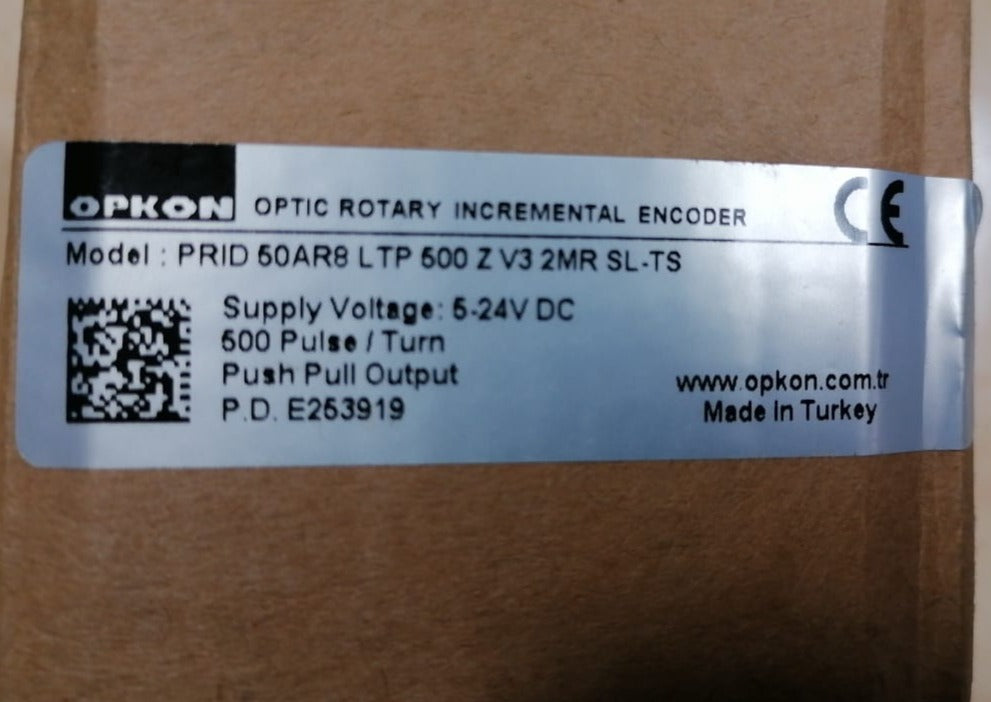 OPKON OPTIC ROTARY INCREMENTAL ENCODER CE
Model : PRID 50AR8 LTP 500 Z V3 2MR SL-TS
Supply Voltage: 5-24V DC
500 Pulse / Turn
Push Pull Output
P.D. E253919
www.opkon.com.tr
Made In Turkey